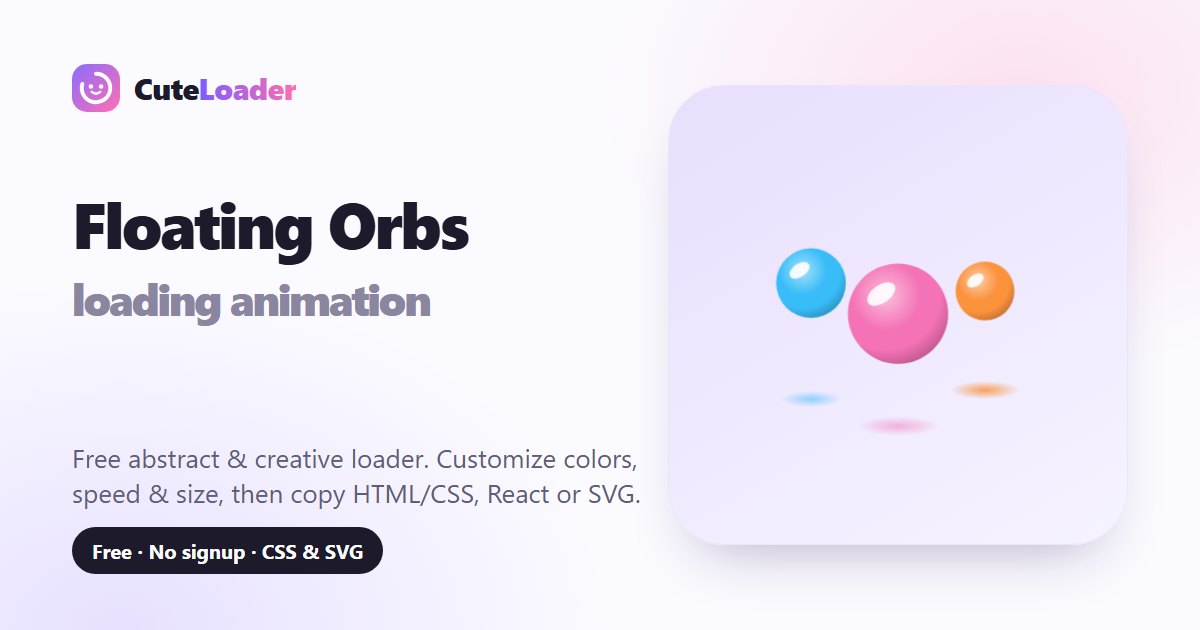 CuteLoader
Floating Orbs
loading animation
Free abstract & creative loader. Customize colors,
speed & size, then copy HTML/CSS, React or SVG.
Free · No signup · CSS & SVG